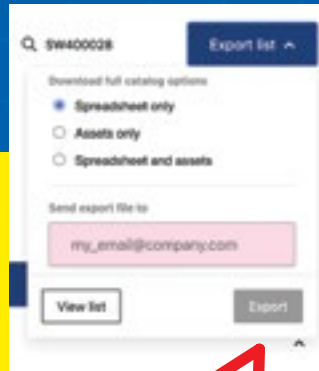 SW400028
Export list
Download full catalog options
Spreadsheet only
Assets only
Spreadsheet and assets
Send export file to
my_email@company.com
View list
Export